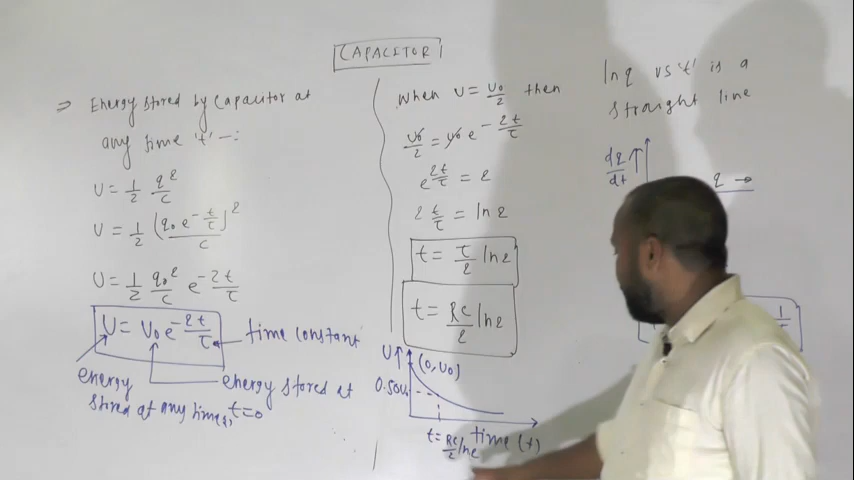 CAPACITOR
⇒ Energy stored by capacitor at
any time 't' -:
U = 1/2 q²/C
U = 1/2 (q₀ e^(-t/τ))²/C
U = 1/2 q₀²/C e^(-2t/τ)
U = U₀ e^(-2t/τ) ← time constant
energy
stored at any time,
energy stored at
t=0
When U = U₀/2 then
U₀/2 = U₀ e^(-2t/τ)
e^(2t/τ) = 2
2t/τ = ln2
t = τ/2 ln2
t = RC/2 ln2
U↑
(0, U₀)
0.50U₀
t = RC/2 ln2
time (t)
lnq vs 't' is a
straight line
dq/dt ↑
q →
1/τ